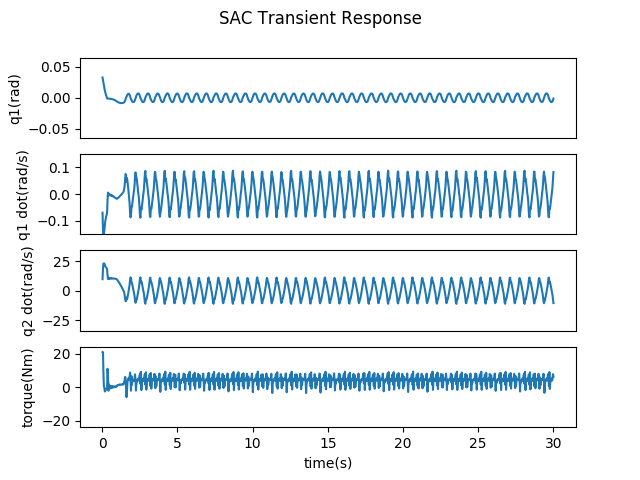 SAC Transient Response
q1(rad)
0.05
0.00
−0.05
q1 dot(rad/s)
0.1
0.0
−0.1
q2 dot(rad/s)
25
0
−25
torque(Nm)
20
0
−20
0 5 10 15 20 25 30
time(s)